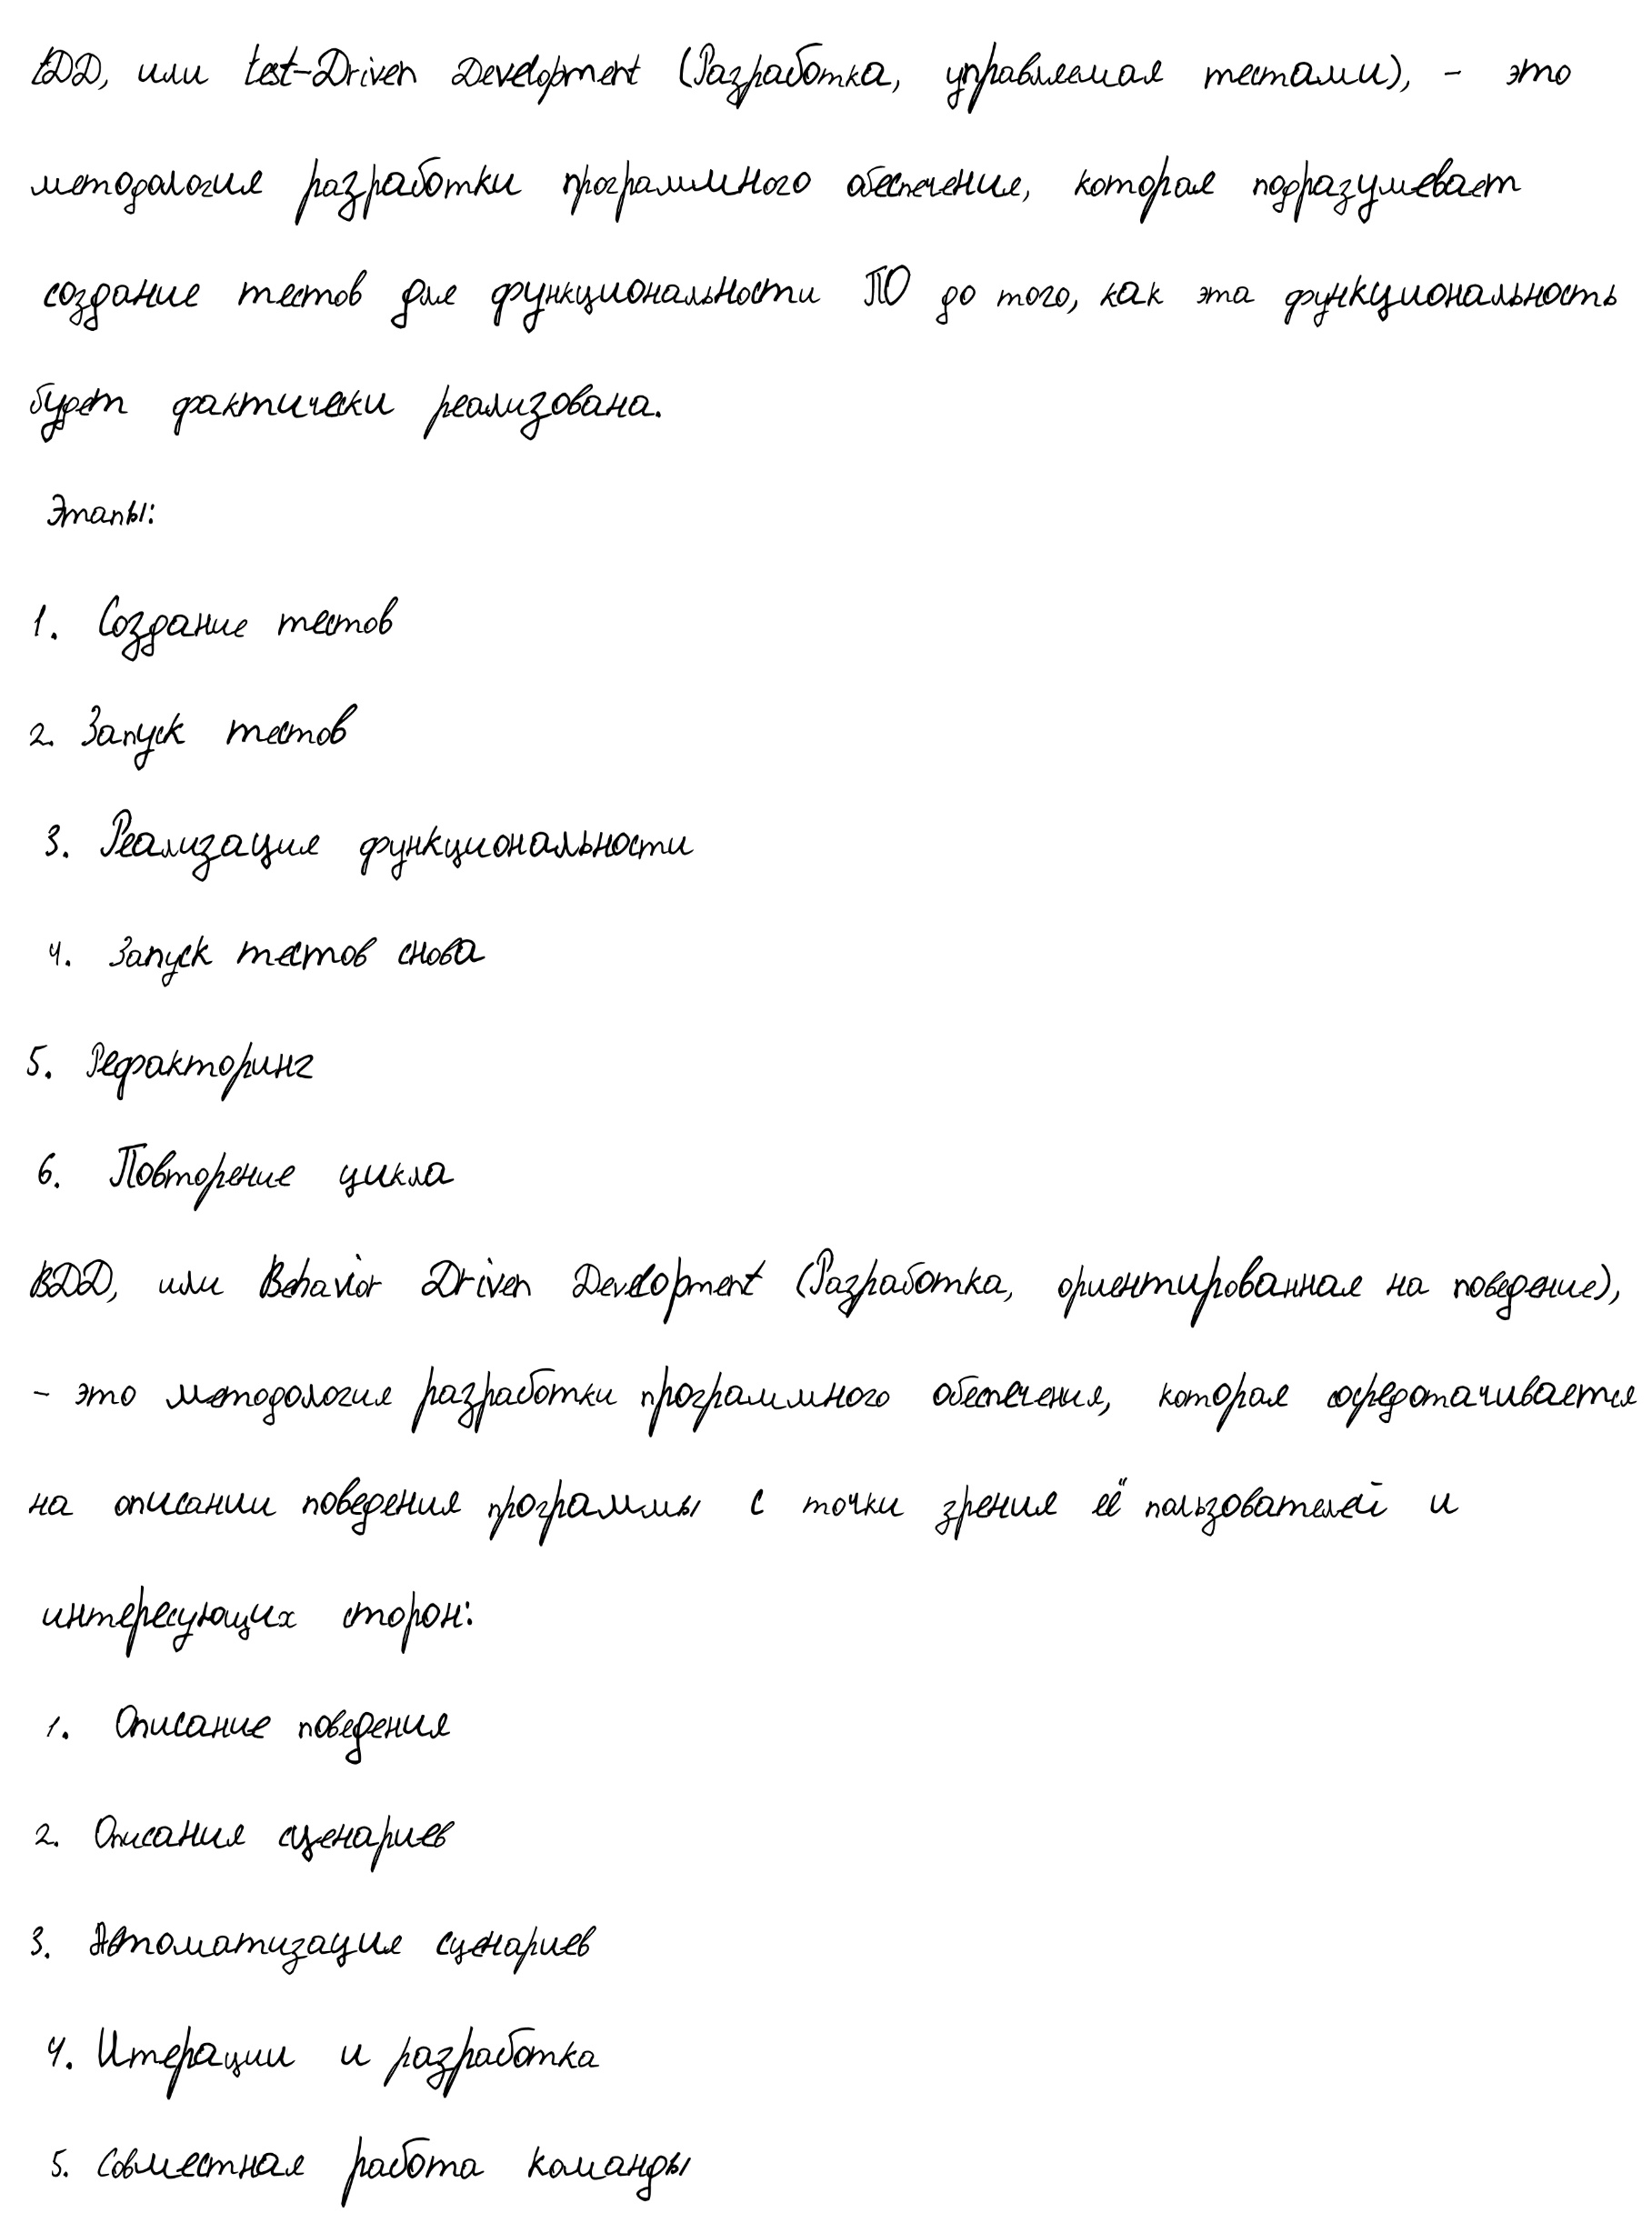 tDD, или test-Driven Development (Разработка, управляемая тестами), - это
методология разработки программного обеспечения, которая подразумевает
создание тестов для функциональности ПО до того, как эта функциональность
будет фактически реализована.
Этапы:
1. Создание тестов
2. Запуск тестов
3. Реализация функциональности
4. Запуск тестов снова
5. Рефакторинг
6. Повторение цикла
BDD, или Behavior Driven Development (Разработка, ориентированная на поведение),
- это методология разработки программного обеспечения, которая сосредотачивается
на описании поведения программы с точки зрения её пользователей и
интересующих сторон:
1. Описание поведения
2. Описания сценариев
3. Автоматизация сценариев
4. Итерации и разработка
5. Совместная работа команды